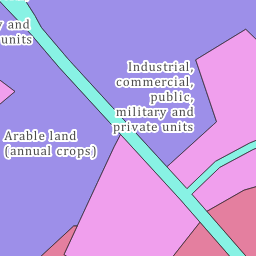 y and
units
Industrial,
commercial,
public,
military and
private units
Arable land
(annual crops)